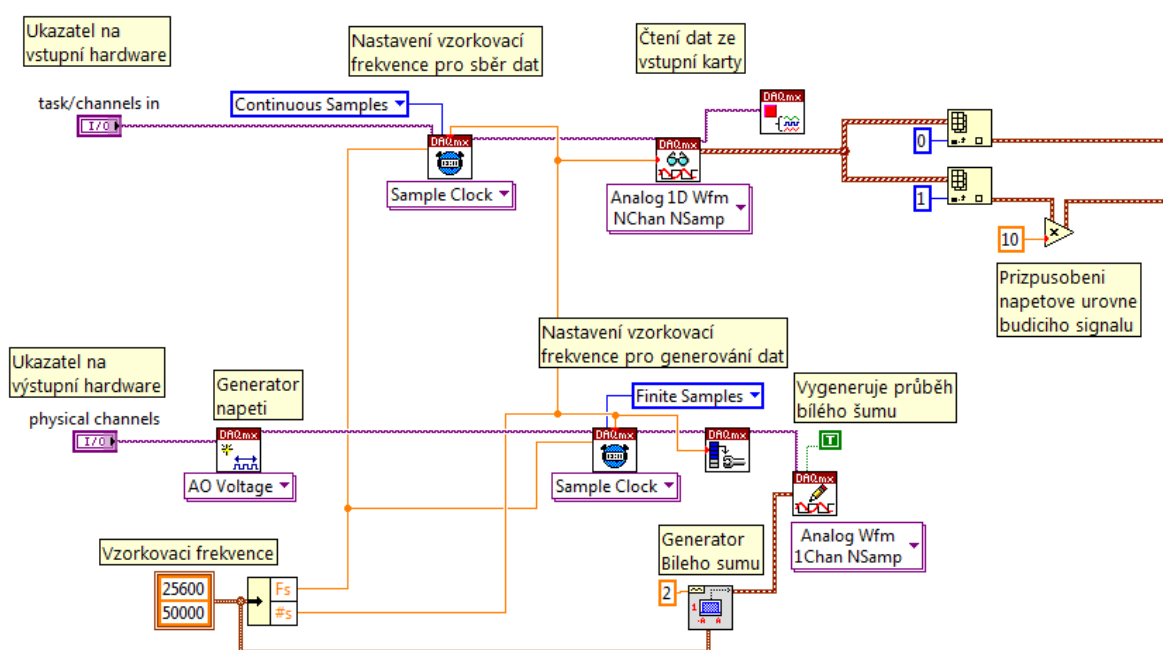 Ukazatel na
vstupní hardware
Nastavení vzorkovací
frekvence pro sběr dat
Čtení dat ze
vstupní karty
task/channels in
I/O
Continuous Samples
DAQmx
Sample Clock
DAQmx
Analog 1D Wfm
NChan NSamp
DAQmx
0
1
10
Prizpusobeni
napetove urovne
budiciho signalu
Ukazatel na
výstupní hardware
Generator
napeti
Nastavení vzorkovací
frekvence pro generování dat
Vygeneruje průběh
bílého šumu
physical channels
I/O
DAQmx
AO Voltage
Finite Samples
DAQmx
Sample Clock
DAQmx
T
DAQmx
Analog Wfm
1Chan NSamp
Vzorkovaci frekvence
25600
50000
Fs
#s
Generator
Bileho sumu
2
1
-A A